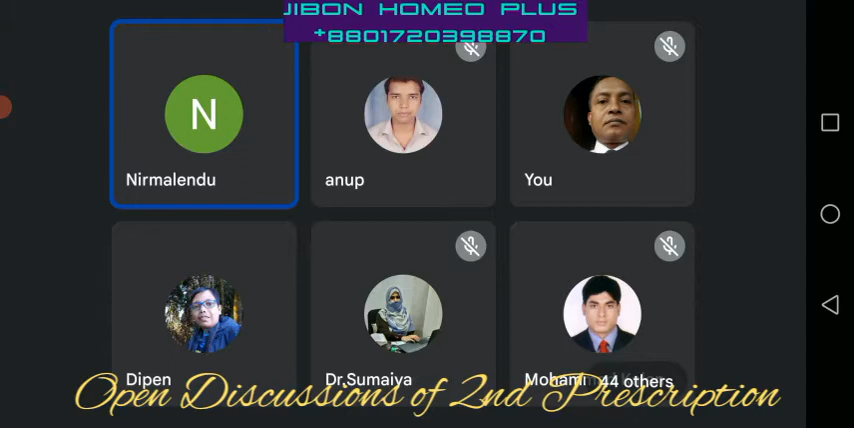 JIBON HOMEO PLUS
+8801720398870
N
Nirmalendu
anup
You
Dipen
Dr.Sumaiya
44 others
Open Discussions of 2nd Prescription